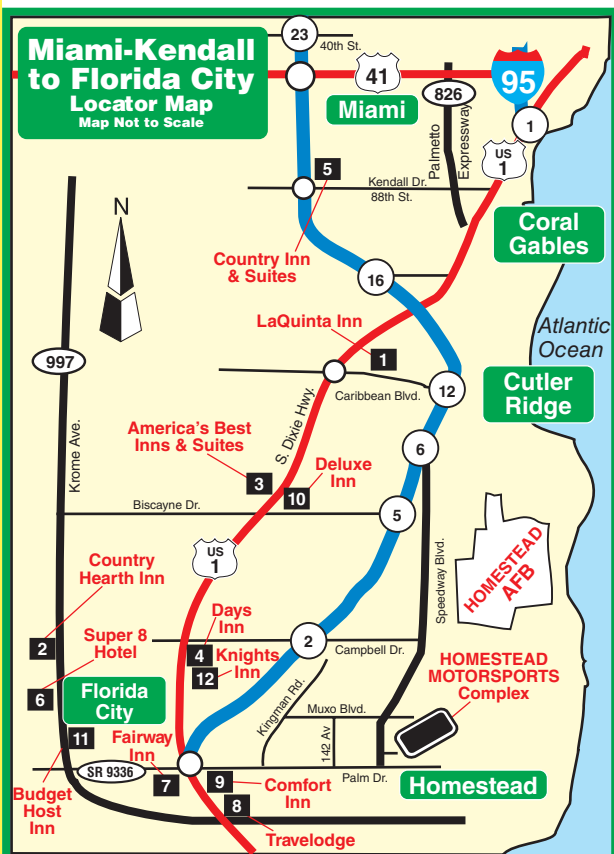 Miami-Kendall
to Florida City
Locator Map
Map Not to Scale
23
40th St.
41
Miami
826
Palmetto
Expressway
95
1
US
1
5
Kendall Dr.
88th St.
N
Country Inn
& Suites
Coral
Gables
16
LaQuinta Inn
1
Atlantic
Ocean
997
Caribbean Blvd.
12
Cutler
Ridge
Krome Ave.
S. Dixie Hwy.
America's Best
Inns & Suites
3
Deluxe
Inn
10
6
Biscayne Dr.
5
Speedway Blvd.
HOMESTEAD
AFB
US
1
Country
Hearth Inn
2
Days
Inn
4
2
Campbell Dr.
Super 8
Hotel
6
Knights
Inn
12
HOMESTEAD
MOTORSPORTS
Complex
Florida
City
Kingman Rd.
Muxo Blvd.
142 Av
11
Fairway
Inn
7
SR 9336
Palm Dr.
Budget
Host
Inn
9
Comfort
Inn
Homestead
8
Travelodge